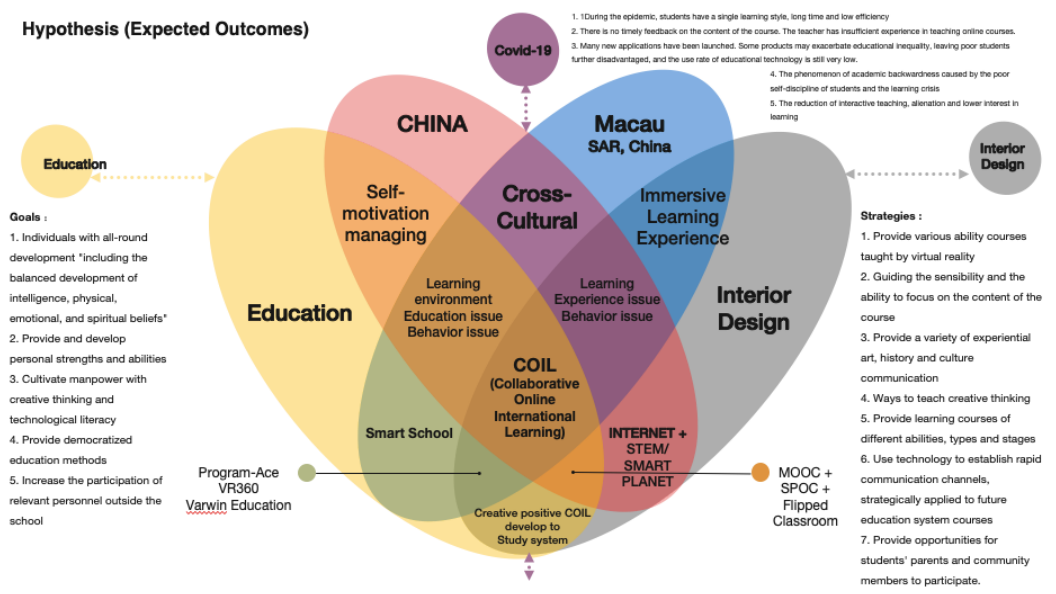 Hypothesis (Expected Outcomes)
Covid-19
1. 1During the epidemic, students have a single learning style, long time and low efficiency
2. There is no timely feedback on the content of the course. The teacher has insufficient experience in teaching online courses.
3. Many new applications have been launched. Some products may exacerbate educational inequality, leaving poor students
further disadvantaged, and the use rate of educational technology is still very low.
4. The phenomenon of academic backwardness caused by the poor
self-discipline of students and the learning crisis
5. The reduction of interactive teaching, alienation and lower interest in
learning
Education
Goals :
1. Individuals with all-round
development "including the
balanced development of
intelligence, physical,
emotional, and spiritual beliefs"
2. Provide and develop
personal strengths and abilities
3. Cultivate manpower with
creative thinking and
technological literacy
4. Provide democratized
education methods
5. Increase the participation of
relevant personnel outside the
school
CHINA
Macau
SAR, China
Self-
motivation
managing
Cross-
Cultural
Immersive
Learning
Experience
Education
Learning
environment
Education issue
Behavior issue
Learning
Experience issue
Behavior issue
Interior
Design
COIL
(Collaborative
Online
International
Learning)
Smart School
INTERNET +
STEM/
SMART
PLANET
Program-Ace
VR360
Varwin Education
MOOC +
SPOC +
Flipped
Classroom
Creative positive COIL
develop to
Study system
Interior
Design
Strategies :
1. Provide various ability courses
taught by virtual reality
2. Guiding the sensibility and the
ability to focus on the content of the
course
3. Provide a variety of experiential
art, history and culture
communication
4. Ways to teach creative thinking
5. Provide learning courses of
different abilities, types and stages
6. Use technology to establish rapid
communication channels,
strategically applied to future
education system courses
7. Provide opportunities for
students' parents and community
members to participate.